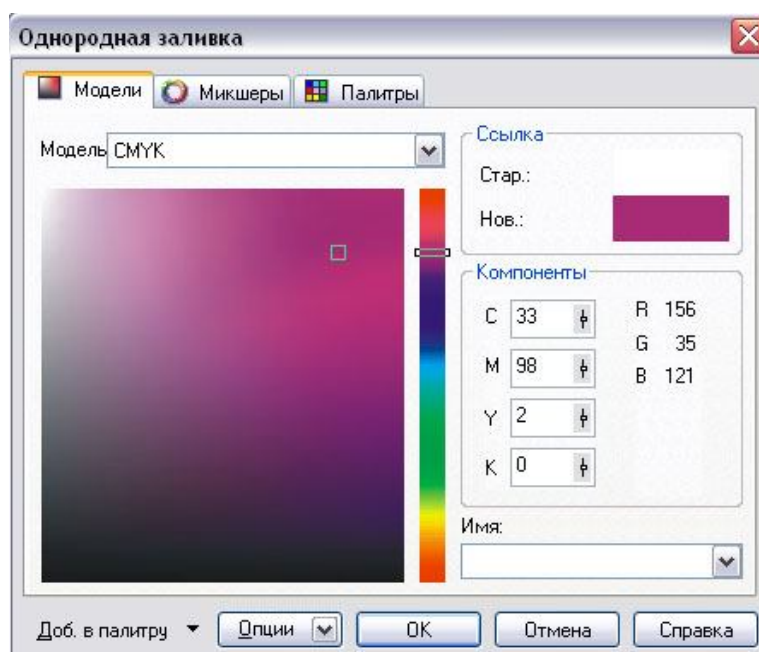 Однородная заливка
Модели Микшеры Палитры
Модель CMYK
Ссылка
Стар.:
Нов.:
Компоненты
C 33 R 156
G 35
M 98 B 121
Y 2
K 0
Имя:
Доб. в палитру Опции OK Отмена Справка